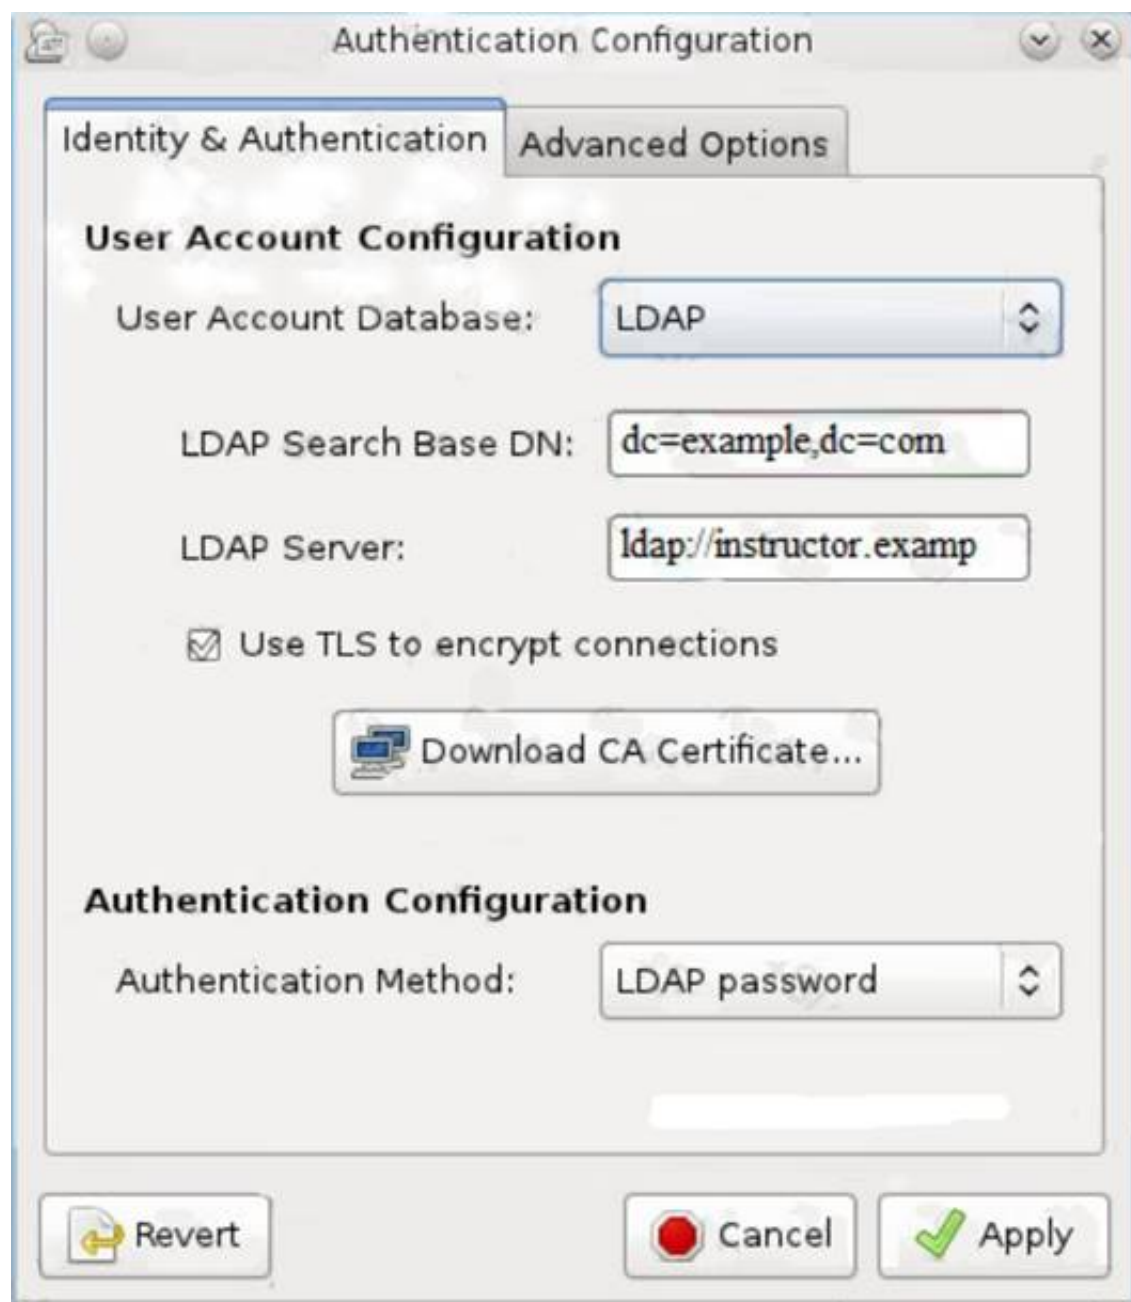 Authentication Configuration
Identity & Authentication
Advanced Options
User Account Configuration
User Account Database:
LDAP
LDAP Search Base DN:
dc=example,dc=com
LDAP Server:
ldap://instructor.examp
Use TLS to encrypt connections
Download CA Certificate...
Authentication Configuration
Authentication Method:
LDAP password
Revert
Cancel
Apply